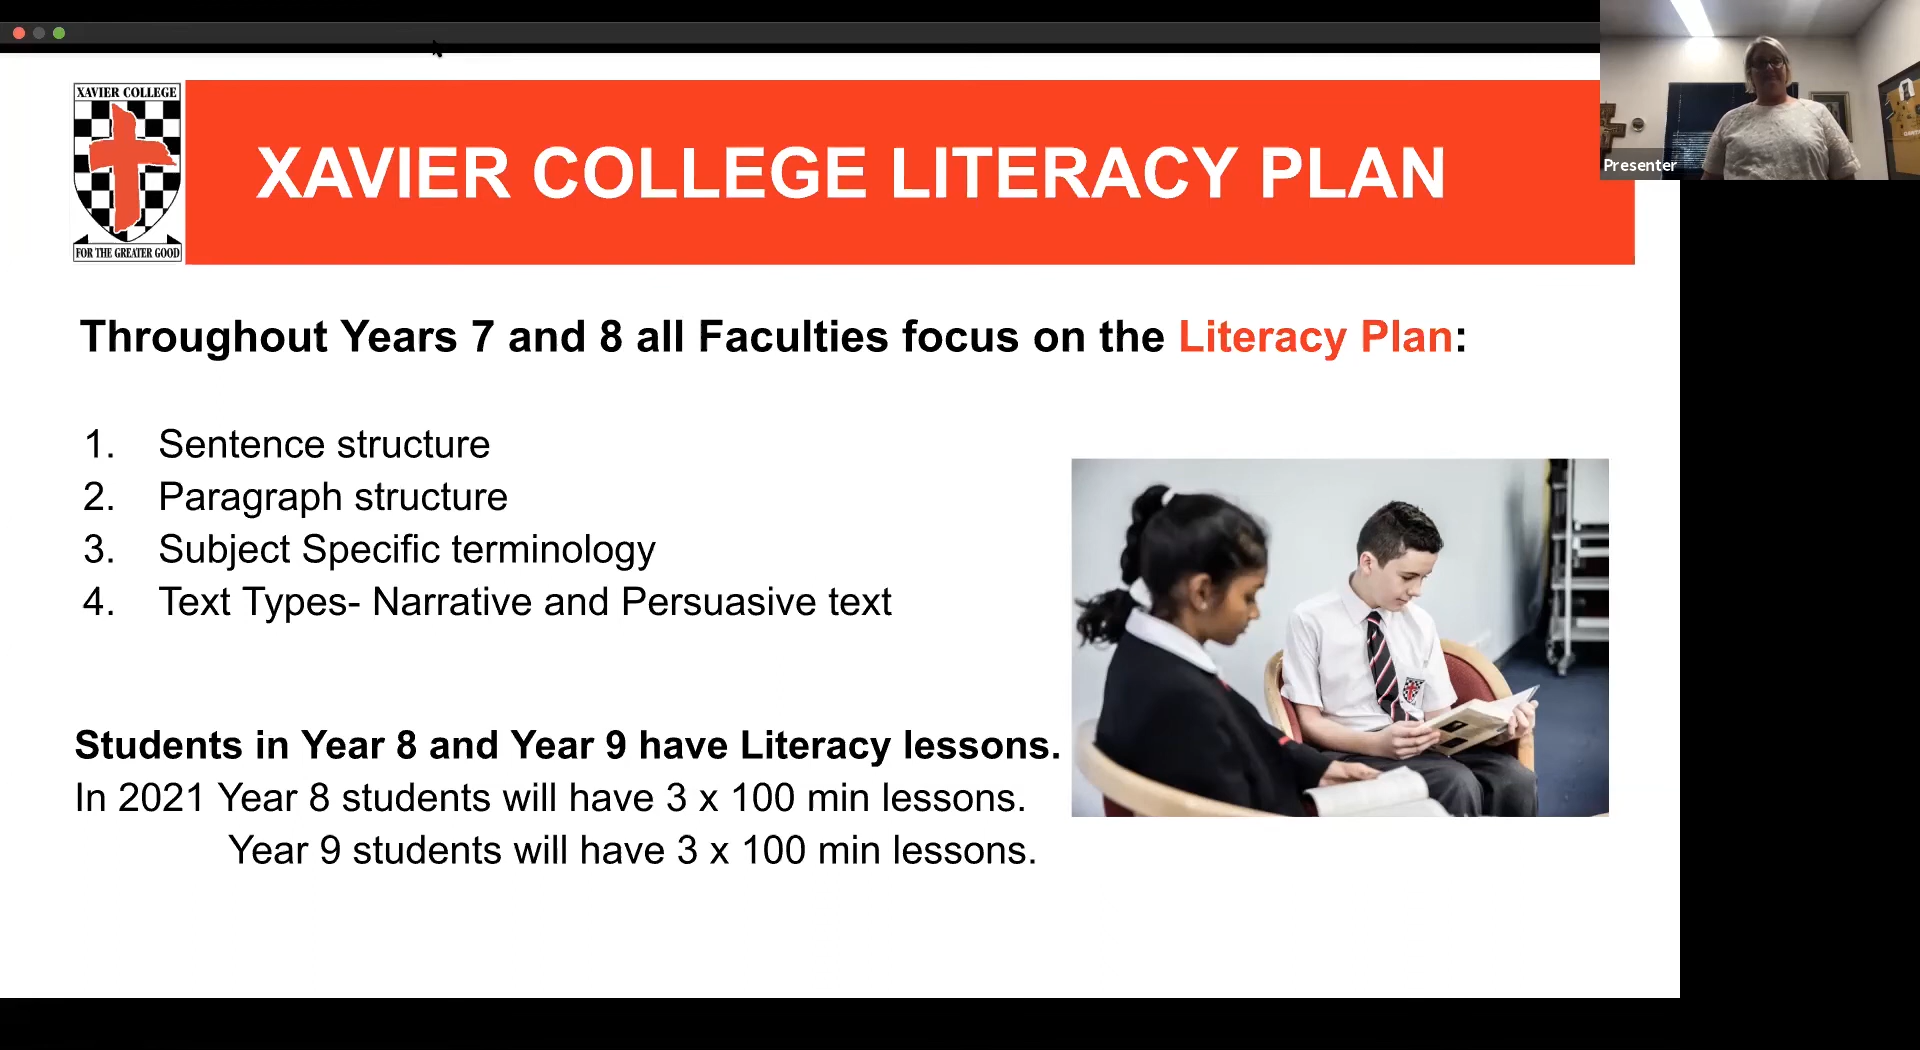 XAVIER COLLEGE
FOR THE GREATER GOOD
XAVIER COLLEGE LITERACY PLAN
Presenter
Throughout Years 7 and 8 all Faculties focus on the Literacy Plan:
1. Sentence structure
2. Paragraph structure
3. Subject Specific terminology
4. Text Types- Narrative and Persuasive text
Students in Year 8 and Year 9 have Literacy lessons.
In 2021 Year 8 students will have 3 x 100 min lessons.
Year 9 students will have 3 x 100 min lessons.